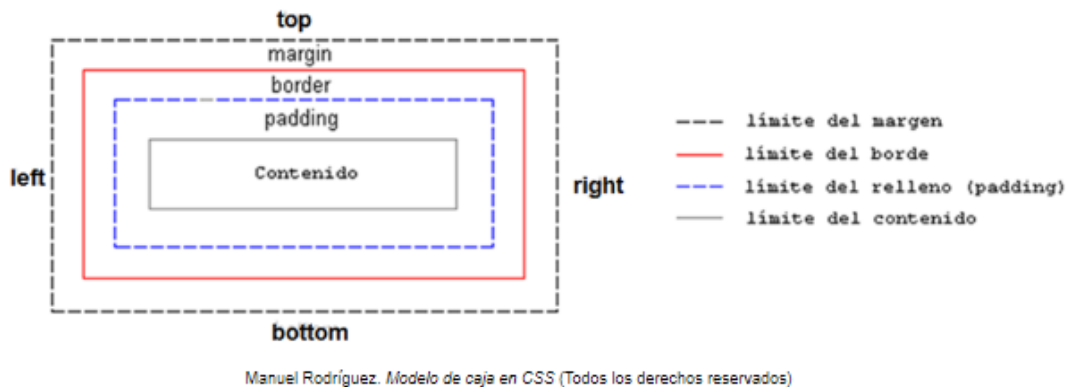 top
margin
border
padding
Contenido
left
right
bottom
límite del margen
límite del borde
límite del relleno (padding)
límite del contenido
Manuel Rodríguez. Modelo de caja en CSS (Todos los derechos reservados)